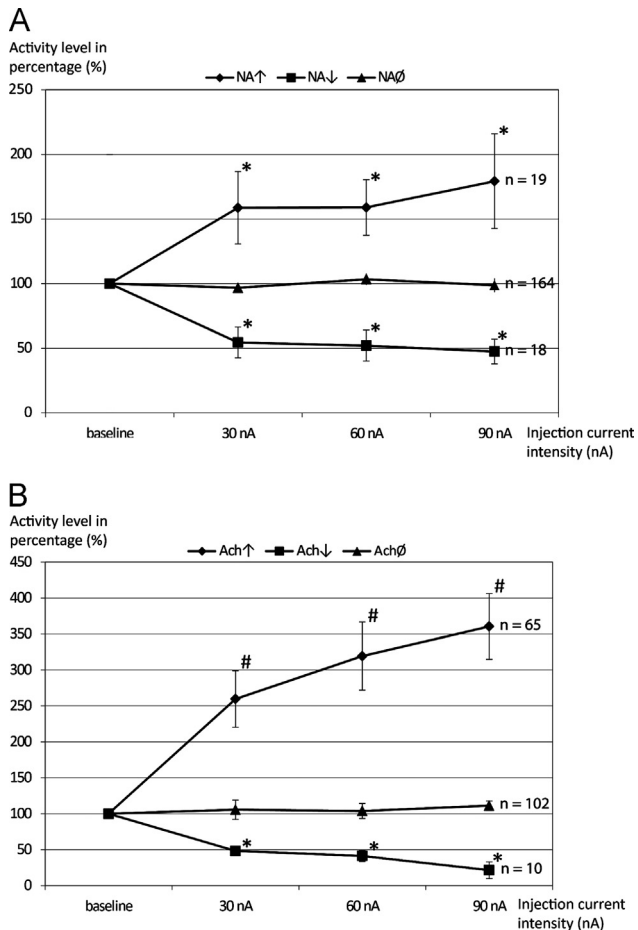 A
Activity level in
percentage (%)
NA↑ NA↓ NAØ
250
200
150
100
50
0
* * *
* * *
n = 19
n = 164
n = 18
baseline 30 nA 60 nA 90 nA Injection current
intensity (nA)
B
Activity level in
percentage (%)
Ach↑ Ach↓ AchØ
450
400
350
300
250
200
150
100
50
0
# # #
* * *
n = 65
n = 102
n = 10
baseline 30 nA 60 nA 90 nA Injection current
intensity (nA)